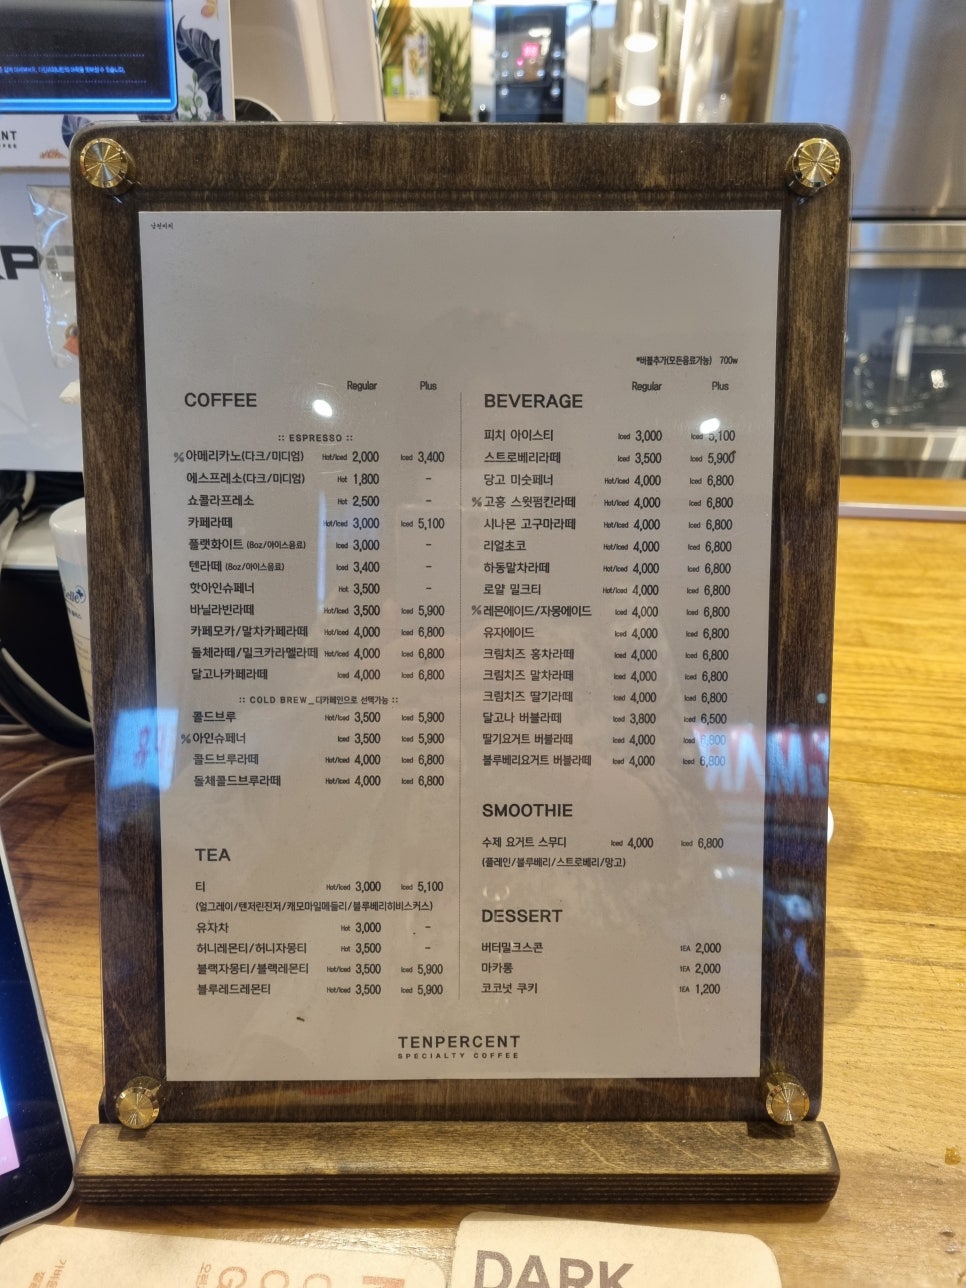 남천비치
*버블추가(모든음료가능) 700w
COFFEE Regular Plus
:: ESPRESSO ::
% 아메리카노(다크/미디엄) Hot/Iced 2,000 Iced 3,400
에스프레소(다크/미디엄) Hot 1,800 -
쇼콜라프레소 Hot 2,500 -
카페라떼 Hot/Iced 3,000 Iced 5,100
플랫화이트 (8oz/아이스음료) Iced 3,000 -
텐라떼 (8oz/아이스음료) Iced 3,400 -
핫아인슈페너 Hot 3,500 -
바닐라빈라떼 Hot/Iced 3,500 Iced 5,900
카페모카/말차카페라떼 Hot/Iced 4,000 Iced 6,800
돌체라떼/밀크카라멜라떼 Hot/Iced 4,000 Iced 6,800
달고나카페라떼 Hot/Iced 4,000 Iced 6,800
:: COLD BREW_디카페인으로 선택가능 ::
콜드브루 Hot/Iced 3,500 Iced 5,900
% 아인슈페너 Iced 3,500 Iced 5,900
콜드브루라떼 Hot/Iced 4,000 Iced 6,800
돌체콜드브루라떼 Hot/Iced 4,000 Iced 6,800
TEA
티 Hot/Iced 3,000 Iced 5,100
(얼그레이/텐저린진저/캐모마일메들리/블루베리히비스커스)
유자차 Hot 3,000 -
허니레몬티/허니자몽티 Hot 3,500 -
블랙자몽티/블랙레몬티 Hot/Iced 3,500 Iced 5,900
블루레드레몬티 Hot/Iced 3,500 Iced 5,900
BEVERAGE Regular Plus
피치 아이스티 Iced 3,000 Iced 5,100
스트로베리라떼 Iced 3,500 Iced 5,900
당고 미숫페너 Hot/Iced 4,000 Iced 6,800
% 고흥 스윗펌킨라떼 Hot/Iced 4,000 Iced 6,800
시나몬 고구마라떼 Hot/Iced 4,000 Iced 6,800
리얼초코 Hot/Iced 4,000 Iced 6,800
하동말차라떼 Hot/Iced 4,000 Iced 6,800
로얄 밀크티 Hot/Iced 4,000 Iced 6,800
% 레몬에이드/자몽에이드 Iced 4,000 Iced 6,800
유자에이드 Iced 4,000 Iced 6,800
크림치즈 홍차라떼 Iced 4,000 Iced 6,800
크림치즈 말차라떼 Iced 4,000 Iced 6,800
크림치즈 딸기라떼 Iced 4,000 Iced 6,800
달고나 버블라떼 Iced 3,800 Iced 6,500
딸기요거트 버블라떼 Iced 4,000 Iced 6,800
블루베리요거트 버블라떼 Iced 4,000 Iced 6,800
SMOOTHIE
수제 요거트 스무디 Iced 4,000 Iced 6,800
(플레인/블루베리/스트로베리/망고)
DESSERT
버터밀크스콘 1EA 2,000
마카롱 1EA 2,000
코코넛 쿠키 1EA 1,200
TENPERCENT
SPECIALTY COFFEE
DARK